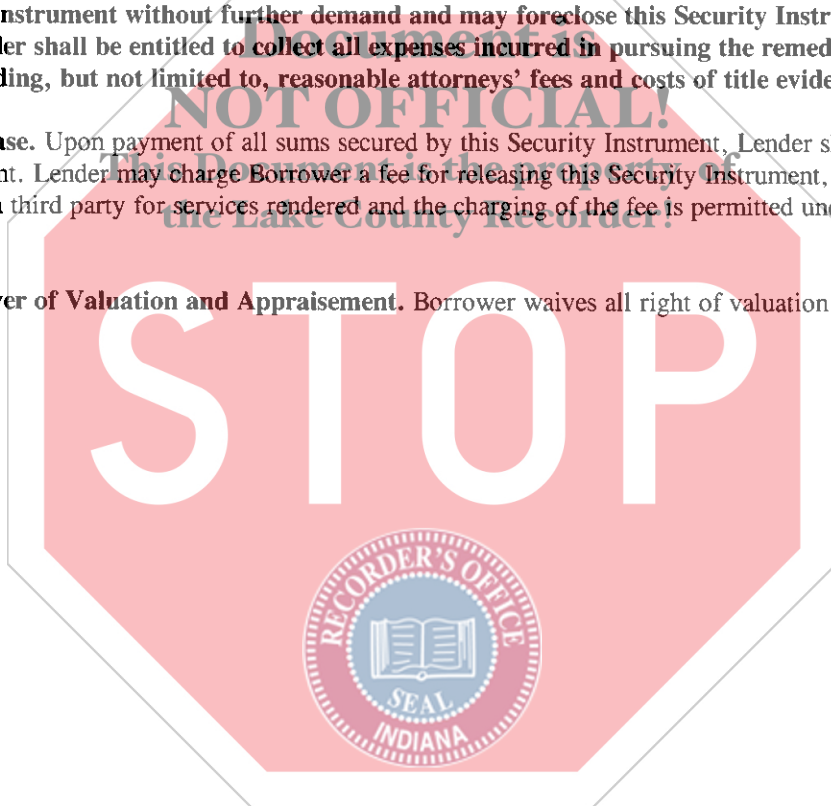 nstrument without further demand and may foreclose this Security Instr
Document is
er shall be entitled to collect all expenses incurred in pursuing the remed
ding, but not limited to, reasonable attorneys' fees and costs of title evide
NOT OFFICIAL!
ase. Upon payment of all sums secured by this Security Instrument, Lender s
This Document is the property of
nt. Lender may charge Borrower a fee for releasing this Security Instrument,
third party for services rendered and the charging of the fee is permitted un
the Lake County Recorder!
er of Valuation and Appraisement. Borrower waives all right of valuation
STOP
RECORDER'S OFFICE
SEAL
INDIANA